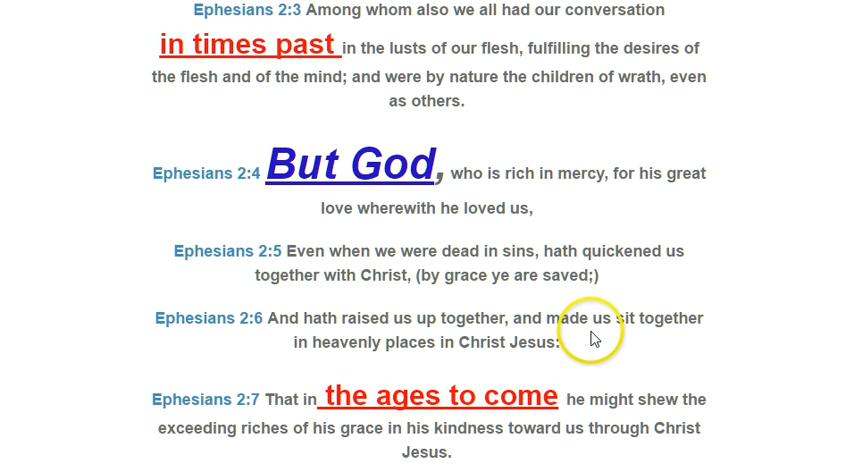 Ephesians 2:3 Among whom also we all had our conversation
in times past in the lusts of our flesh, fulfilling the desires of
the flesh and of the mind; and were by nature the children of wrath, even
as others.
Ephesians 2:4 But God, who is rich in mercy, for his great
love wherewith he loved us,
Ephesians 2:5 Even when we were dead in sins, hath quickened us
together with Christ, (by grace ye are saved;)
Ephesians 2:6 And hath raised us up together, and made us sit together
in heavenly places in Christ Jesus:
Ephesians 2:7 That in the ages to come he might shew the
exceeding riches of his grace in his kindness toward us through Christ
Jesus.